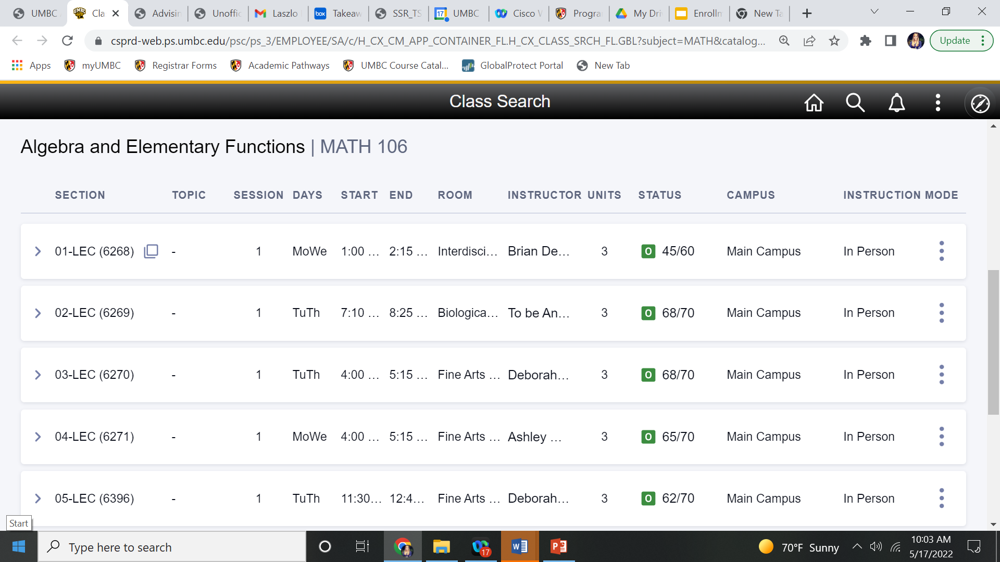 UMBC Cla Advisin Unoffic Laszlo box Takeaw SSR_TS 17 UMBC Cisco Progra My Dri Enrolln New Ta
csprd-web.ps.umbc.edu/psc/ps_3/EMPLOYEE/SA/c/H_CX_CM_APP_CONTAINER_FL.H_CX_CLASS_SRCH_FL.GBL?subject=MATH&catalog... Update
Apps myUMBC Registrar Forms Academic Pathways UMBC Course Catal... GlobalProtect Portal New Tab
Class Search
Algebra and Elementary Functions | MATH 106
SECTION TOPIC SESSION DAYS START END ROOM INSTRUCTOR UNITS STATUS CAMPUS INSTRUCTION MODE
01-LEC (6268) - 1 MoWe 1:00 ... 2:15 ... Interdisci... Brian De... 3 O 45/60 Main Campus In Person
02-LEC (6269) - 1 TuTh 7:10 ... 8:25 ... Biologica... To be An... 3 O 68/70 Main Campus In Person
03-LEC (6270) - 1 TuTh 4:00 ... 5:15 ... Fine Arts ... Deborah... 3 O 68/70 Main Campus In Person
04-LEC (6271) - 1 MoWe 4:00 ... 5:15 ... Fine Arts ... Ashley ... 3 O 65/70 Main Campus In Person
05-LEC (6396) - 1 TuTh 11:30... 12:4... Fine Arts ... Deborah... 3 O 62/70 Main Campus In Person
Start
Type here to search 17 70°F Sunny 10:03 AM
5/17/2022